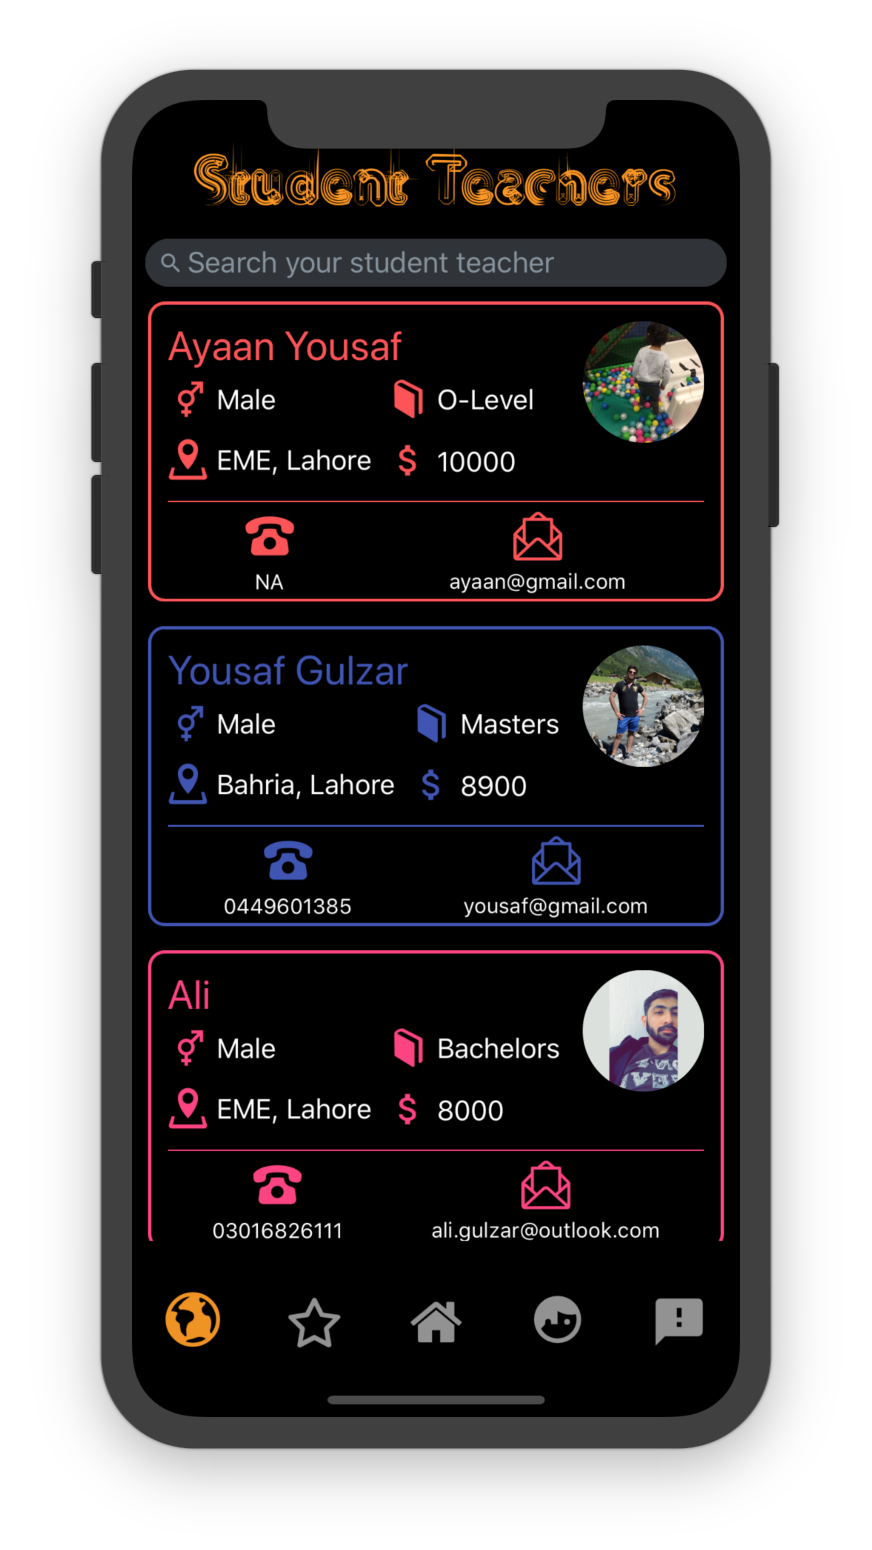 Student Teachers
Search your student teacher
Ayaan Yousaf
Male O-Level
EME, Lahore $ 10000
NA ayaan@gmail.com
Yousaf Gulzar
Male Masters
Bahria, Lahore $ 8900
0449601385 yousaf@gmail.com
Ali
Male Bachelors
EME, Lahore $ 8000
03016826111 ali.gulzar@outlook.com